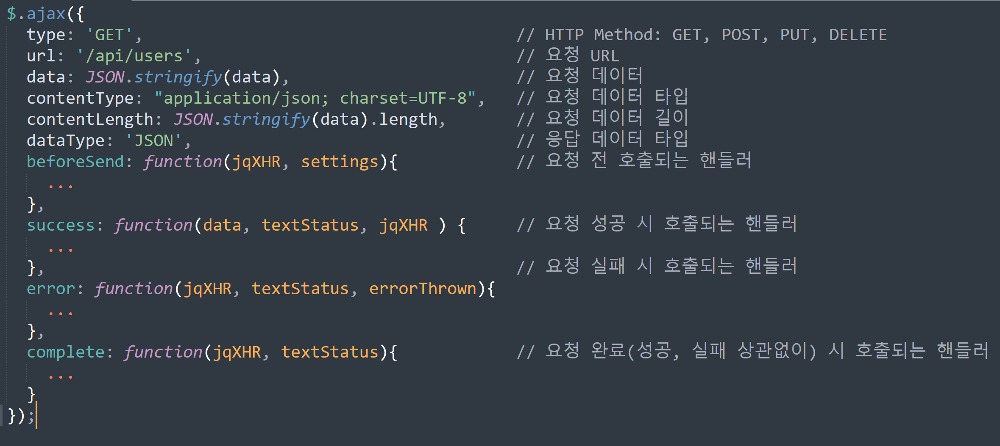 $.ajax({
type: 'GET', // HTTP Method: GET, POST, PUT, DELETE
url: '/api/users', // 요청 URL
data: JSON.stringify(data), // 요청 데이터
contentType: "application/json; charset=UTF-8", // 요청 데이터 타입
contentLength: JSON.stringify(data).length, // 요청 데이터 길이
dataType: 'JSON', // 응답 데이터 타입
beforeSend: function(jqXHR, settings){ // 요청 전 호출되는 핸들러
...
},
success: function(data, textStatus, jqXHR ) { // 요청 성공 시 호출되는 핸들러
...
}, // 요청 실패 시 호출되는 핸들러
error: function(jqXHR, textStatus, errorThrown){
...
},
complete: function(jqXHR, textStatus){ // 요청 완료(성공, 실패 상관없이) 시 호출되는 핸들러
...
}
});